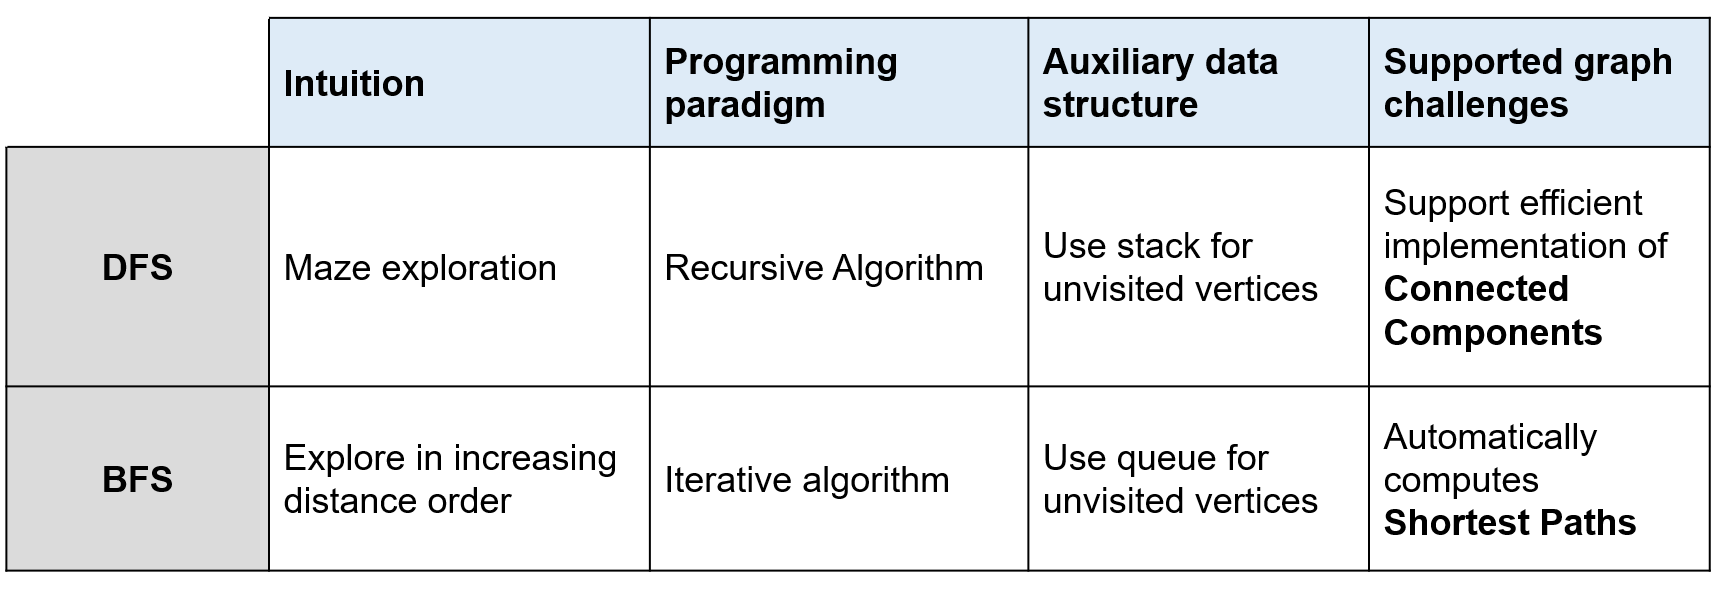 Intuition
Programming
paradigm
Auxiliary data
structure
Supported graph
challenges
DFS
Maze exploration
Recursive Algorithm
Use stack for
unvisited vertices
Support efficient
implementation of
Connected
Components
BFS
Explore in increasing
distance order
Iterative algorithm
Use queue for
unvisited vertices
Automatically
computes
Shortest Paths